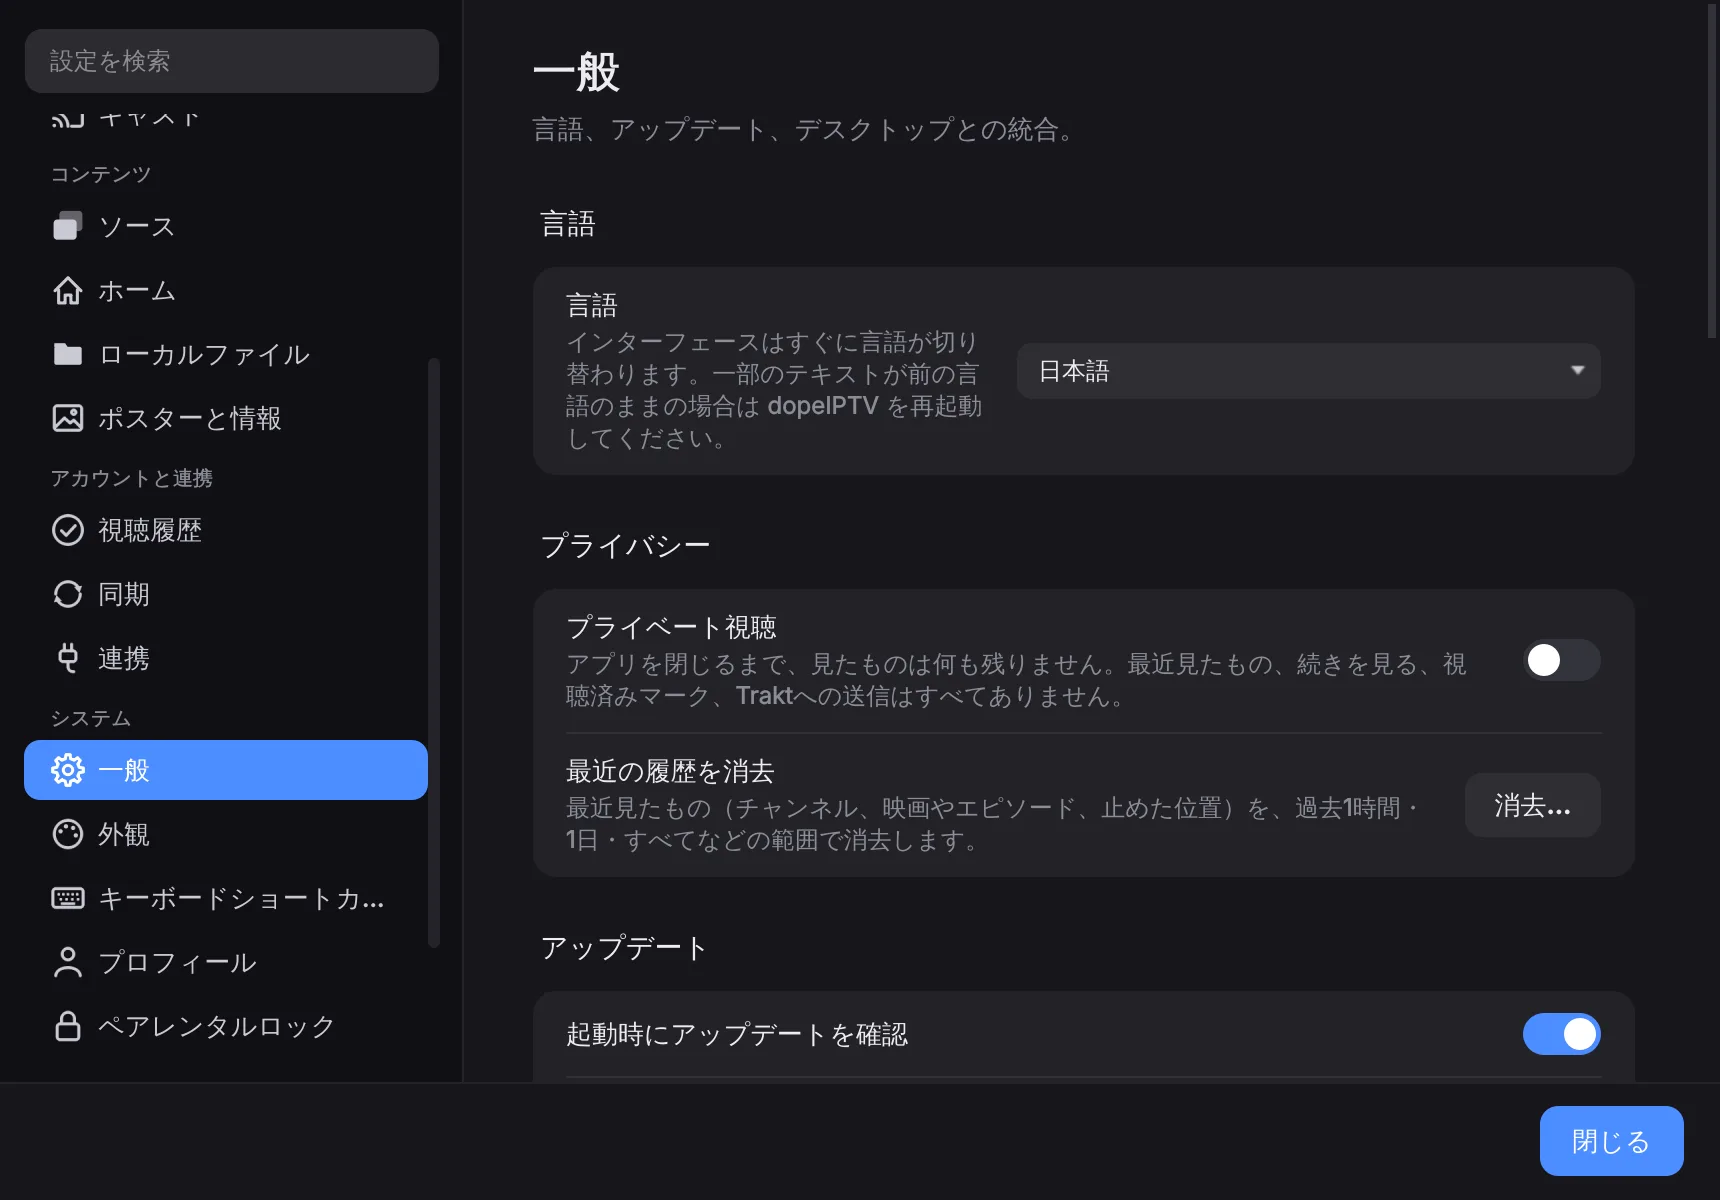 設定を検索
キャスト
コンテンツ
ソース
ホーム
ローカルファイル
ポスターと情報
アカウントと連携
視聴履歴
同期
連携
システム
一般
外観
キーボードショートカ...
プロフィール
ペアレンタルロック
一般
言語、アップデート、デスクトップとの統合。
言語
言語
インターフェースはすぐに言語が切り
替わります。一部のテキストが前の言
語のままの場合は dopeIPTV を再起動
してください。
日本語
プライバシー
プライベート視聴
アプリを閉じるまで、見たものは何も残りません。最近見たもの、続きを見る、視
聴済みマーク、Traktへの送信はすべてありません。
最近の履歴を消去
最近見たもの（チャンネル、映画やエピソード、止めた位置）を、過去1時間・
1日・すべてなどの範囲で消去します。
消去...
アップデート
起動時にアップデートを確認
閉じる